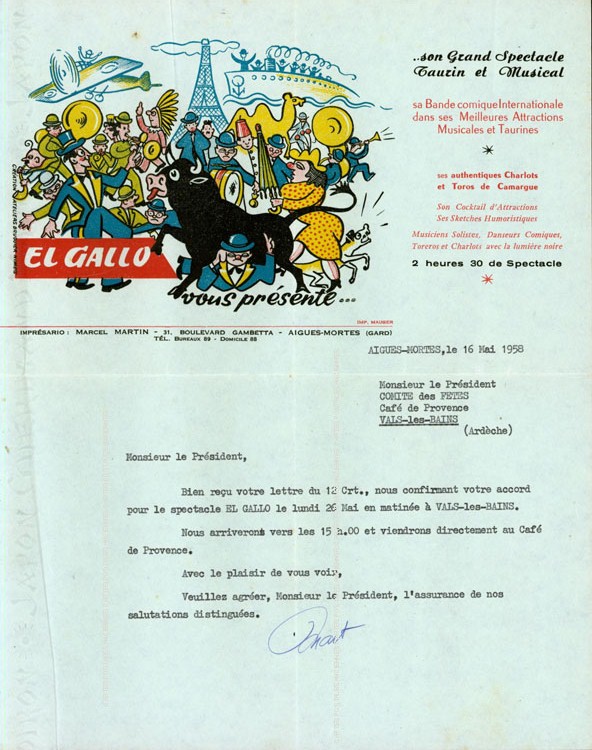 ..son Grand Spectacle
Taurin et Musical
sa Bande comique Internationale
dans ses Meilleures Attractions
Musicales et Taurines
ses authentiques Charlots
et Toros de Camargue
Son Cocktail d'Attractions
Ses Sketches Humoristiques
Musiciens Solistes, Danseurs Comiques,
Toreros et Charlots avec la lumière noire
2 heures 30 de Spectacle
EL GALLO
vous présente...
IMP. MAUGER
IMPRÉSARIO : MARCEL MARTIN - 31, BOULEVARD GAMBETTA - AIGUES-MORTES (GARD)
TÉL. BUREAUX 89 - DOMICILE 88
AIGUES-MORTES, le 16 Mai 1958
Monsieur le Président
COMITE des FETES
Café de Provence
VALS-les-BAINS
(Ardèche)
Monsieur le Président,
Bien reçu votre lettre du 12 Crt., nous confirmant votre accord
pour le spectacle EL GALLO le lundi 26 Mai en matinée à VALS-les-BAINS.
Nous arriverons vers les 15 h.00 et viendrons directement au Café
de Provence.
Avec le plaisir de vous voir,
Veuillez agréer, Monsieur le Président, l'assurance de nos
salutations distinguées.